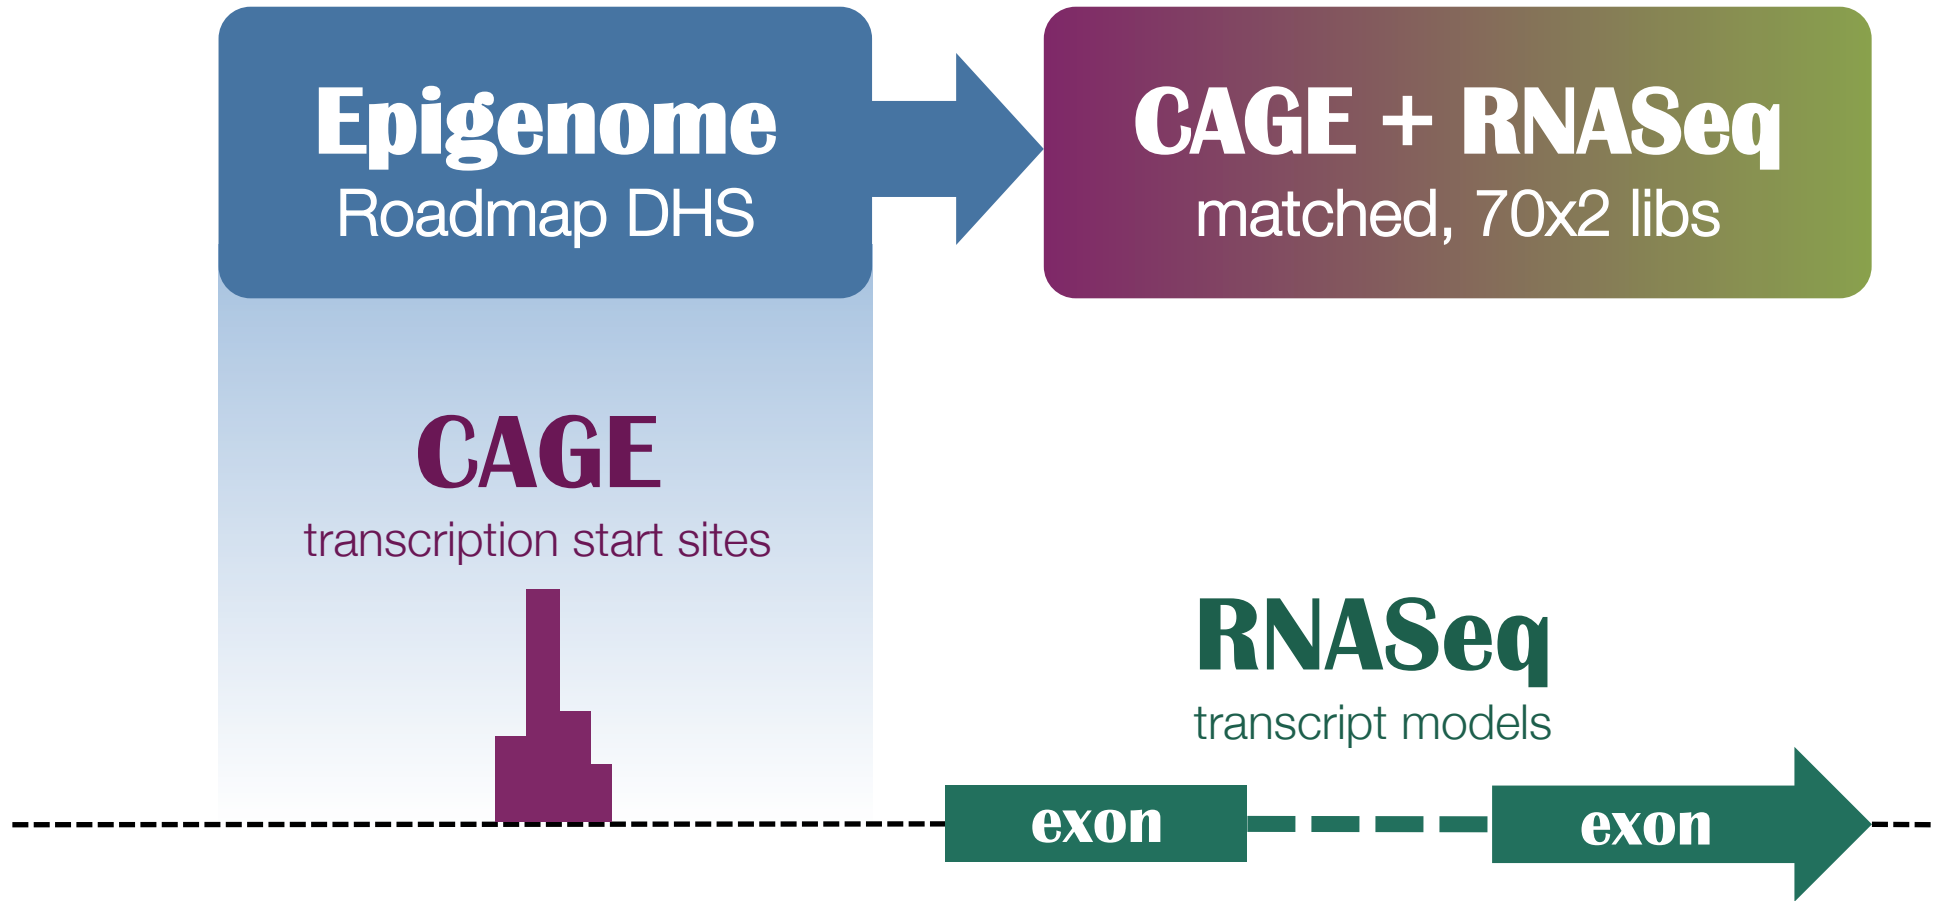 Epigenome
Roadmap DHS
CAGE + RNASeq
matched, 70x2 libs
CAGE
transcription start sites
RNASeq
transcript models
exon
exon